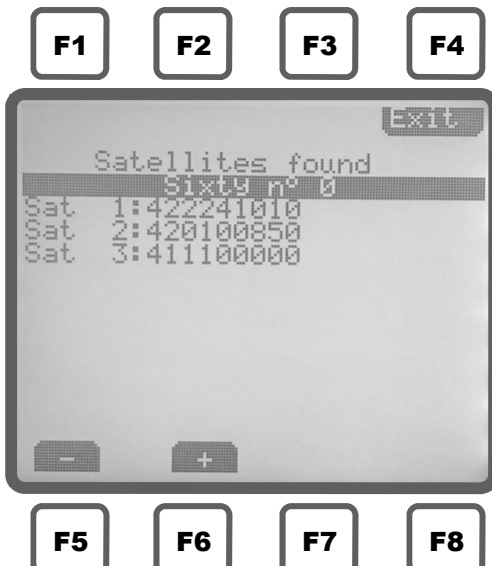 F1 F2 F3 F4
Exit
Satellites found
Sixty n° 0
Sat 1:422241010
Sat 2:420100850
Sat 3:411100000
- +
F5 F6 F7 F8